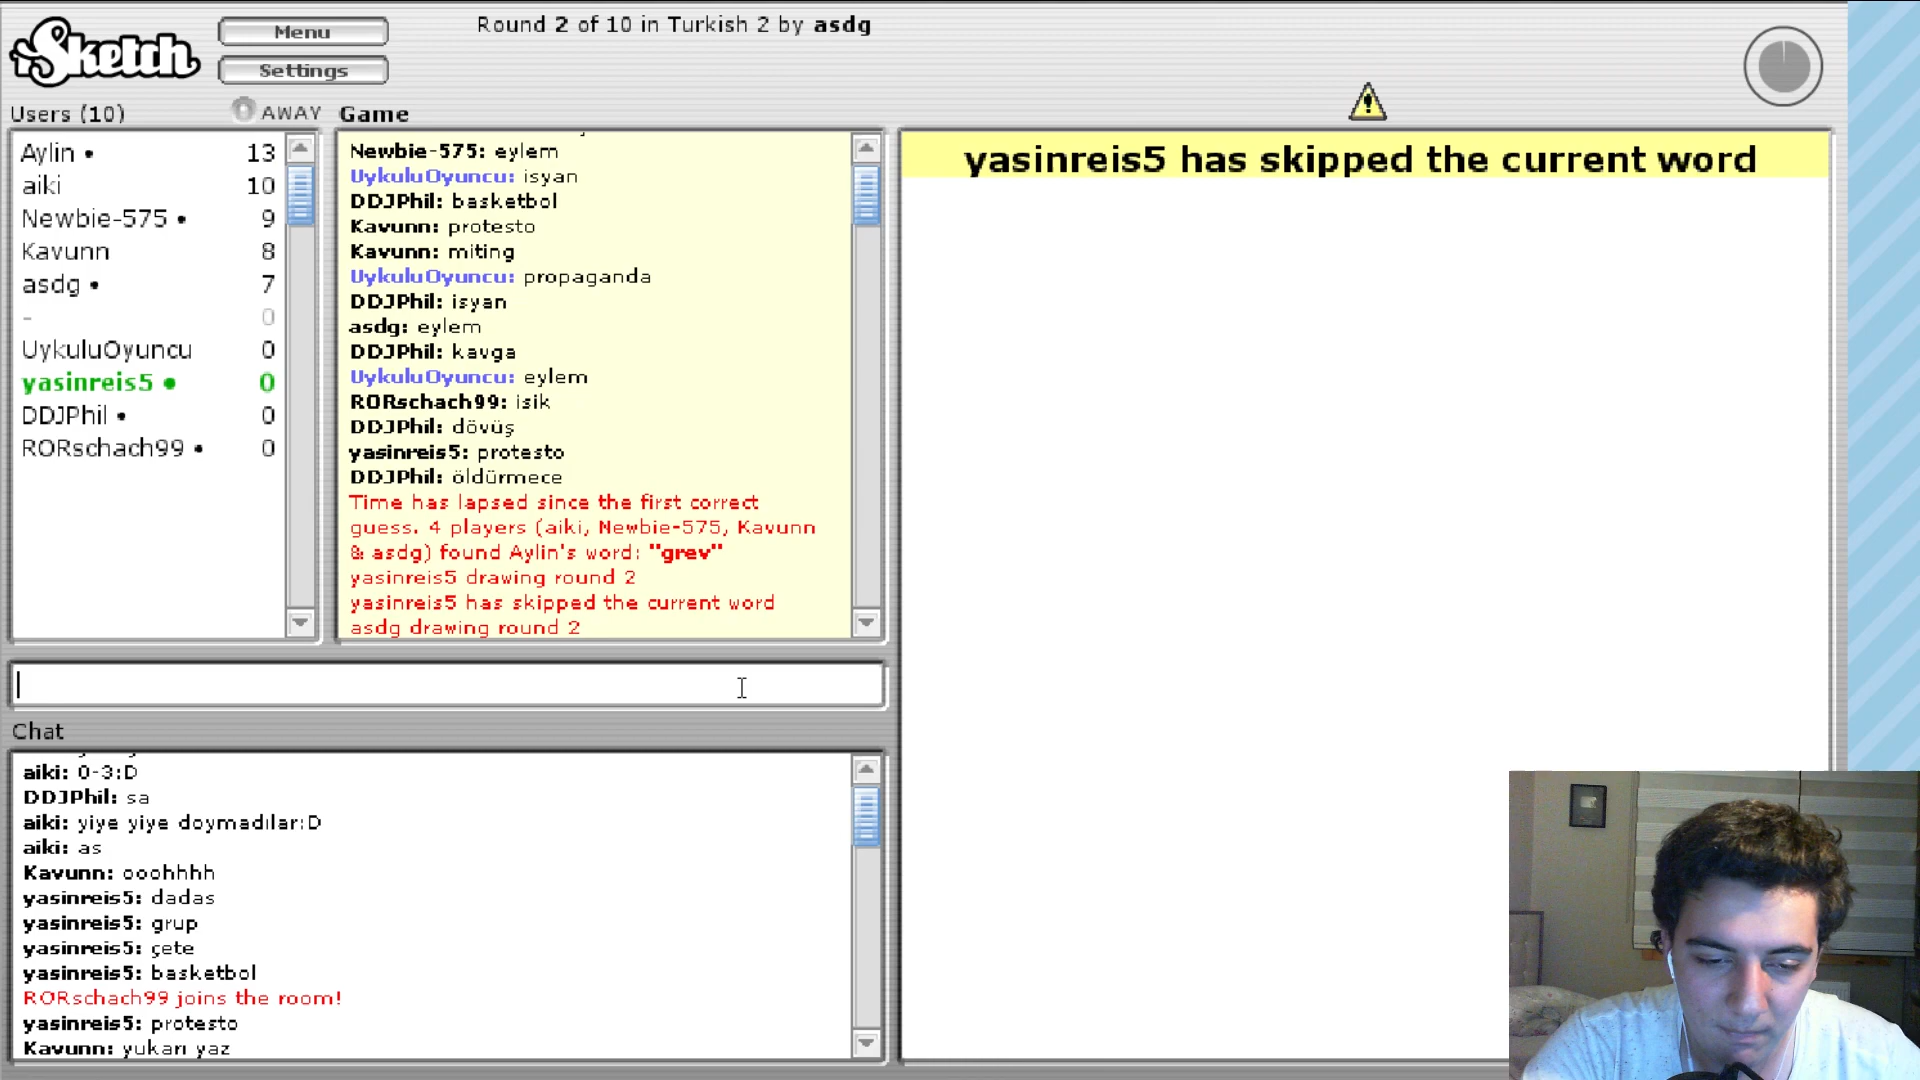 iSketch
Menu
Settings
Round 2 of 10 in Turkish 2 by asdg
Users (10)
AWAY
Aylin • 13
aiki 10
Newbie-575 • 9
Kavunn 8
asdg • 7
- 0
UykuluOyuncu 0
yasinreis5 • 0
DDJPhil • 0
RORschach99 • 0
Game
Newbie-575: eylem
UykuluOyuncu: isyan
DDJPhil: basketbol
Kavunn: protesto
Kavunn: miting
UykuluOyuncu: propaganda
DDJPhil: isyan
asdg: eylem
DDJPhil: kavga
UykuluOyuncu: eylem
RORschach99: isik
DDJPhil: dövüş
yasinreis5: protesto
DDJPhil: öldürmece
Time has lapsed since the first correct
guess. 4 players (aiki, Newbie-575, Kavunn
& asdg) found Aylin's word: "grev"
yasinreis5 drawing round 2
yasinreis5 has skipped the current word
asdg drawing round 2
yasinreis5 has skipped the current word
Chat
aiki: 0-3:D
DDJPhil: sa
aiki: yiye yiye doymadılar:D
aiki: as
Kavunn: ooohhhh
yasinreis5: dadas
yasinreis5: grup
yasinreis5: çete
yasinreis5: basketbol
RORschach99 joins the room!
yasinreis5: protesto
Kavunn: yukarı yaz